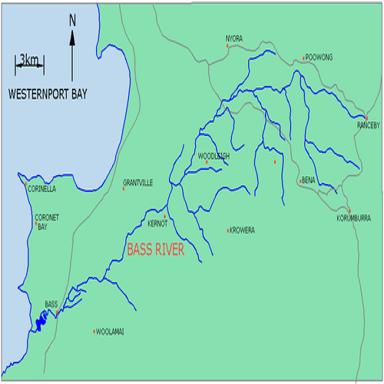 N
3km
WESTERNPORT BAY
NYORA
POOWONG
RANCEBY
WOODLEIGH
CORINELLA
GRANTVILLE
BENA
CORONET
BAY
KERNOT
KORUMBURRA
KROWERA
BASS RIVER
BASS
WOOLAMAI